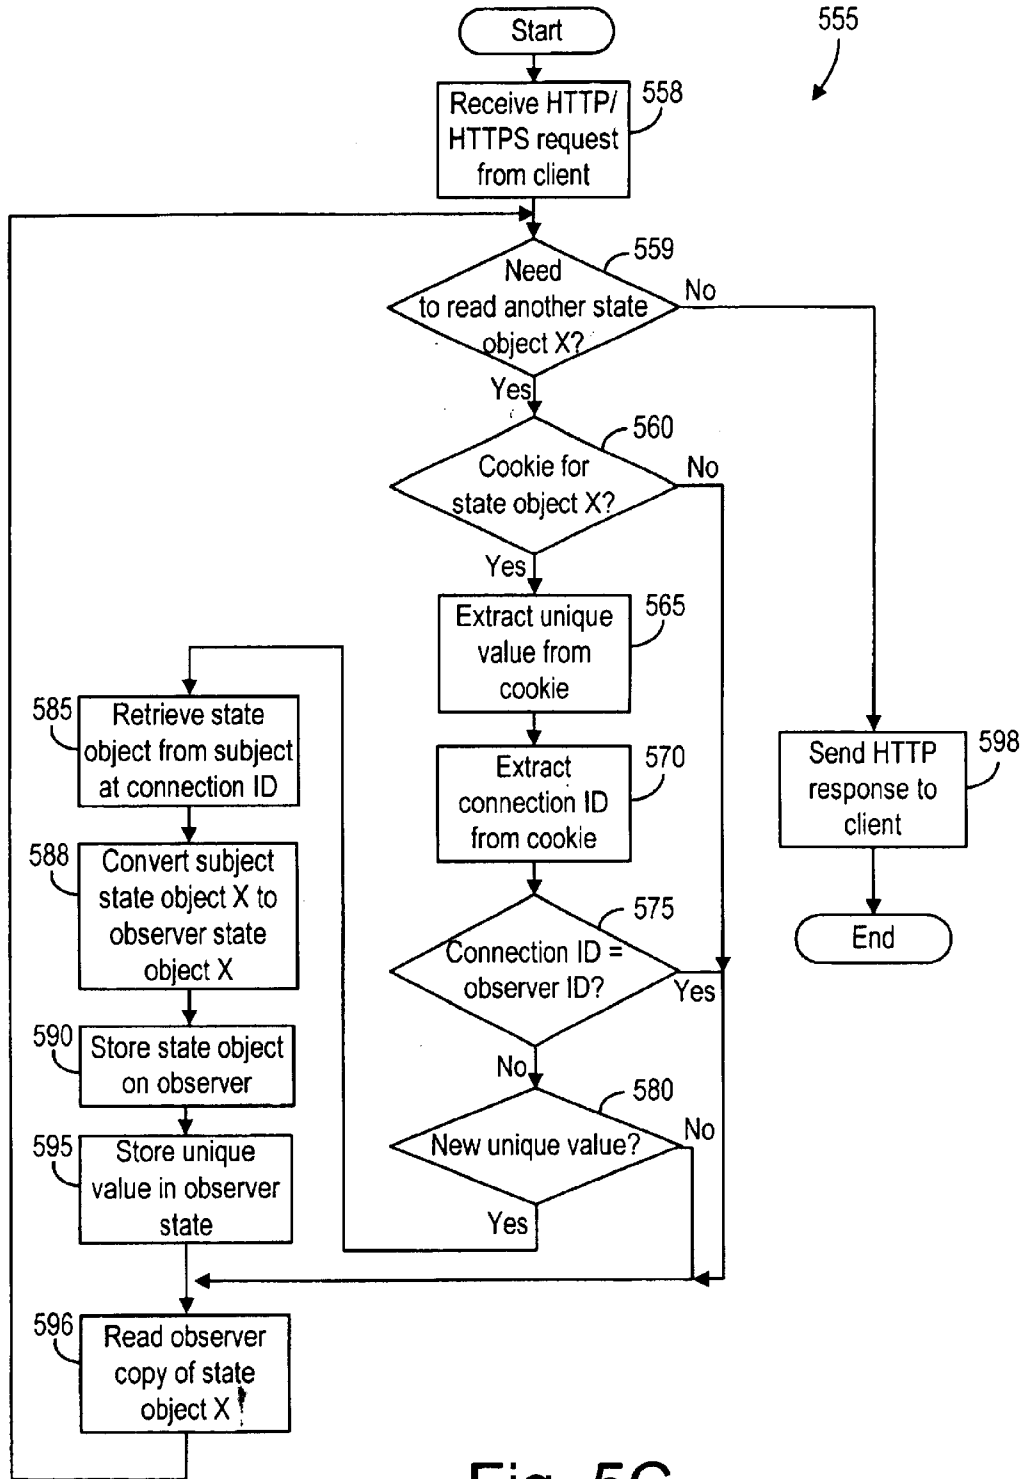 555
Start
Receive HTTP/
HTTPS request
from client
558
Need
to read another state
object X?
559
No
Yes
Cookie for
state object X?
560
No
Yes
Extract unique
value from
cookie
565
Extract
connection ID
from cookie
570
Connection ID =
observer ID?
575
Yes
No
New unique value?
580
No
Yes
585
Retrieve state
object from subject
at connection ID
588
Convert subject
state object X to
observer state
object X
590
Store state object
on observer
595
Store unique
value in observer
state
596
Read observer
copy of state
object X
Send HTTP
response to
client
598
End
Fig. 5C